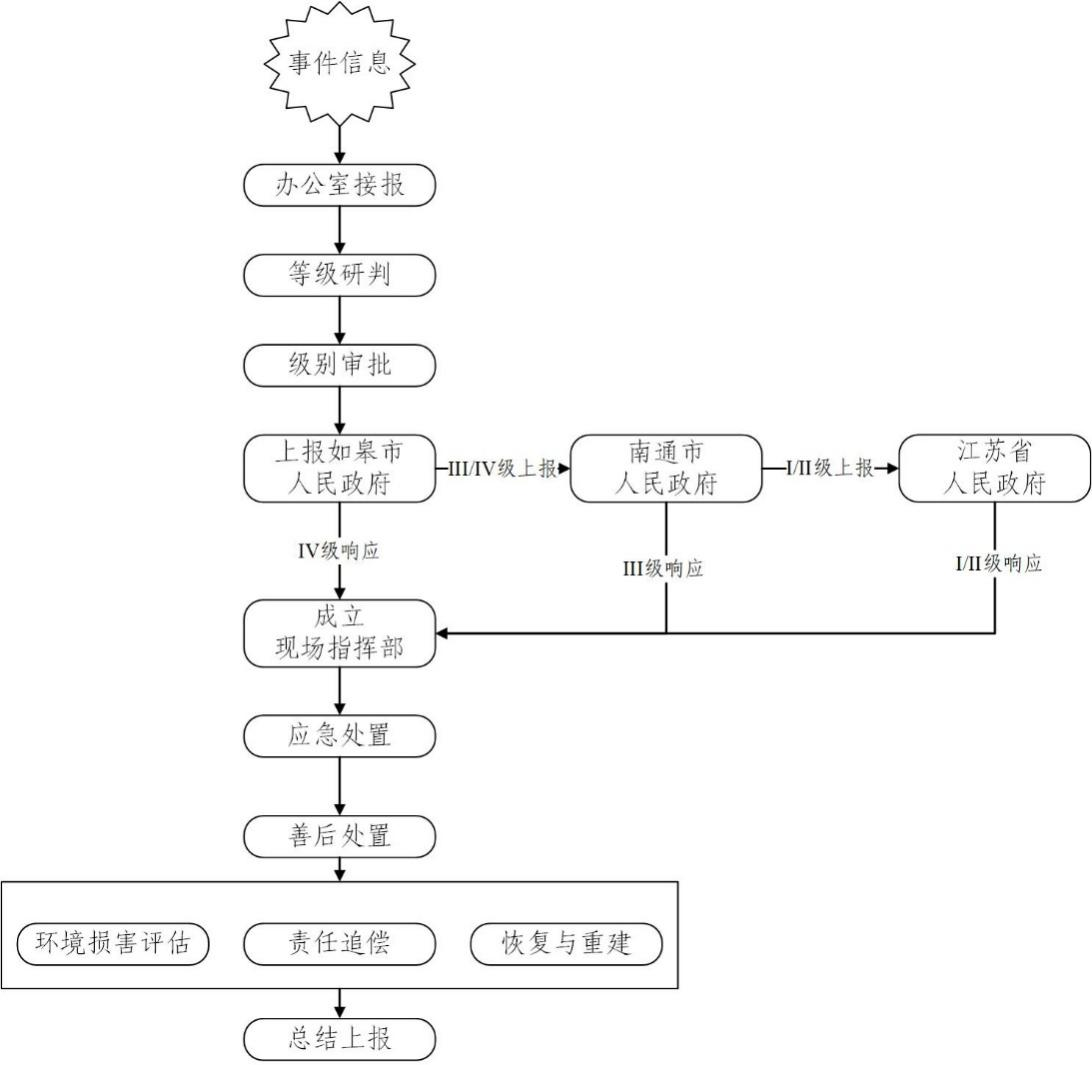 事件信息
办公室接报
等级研判
级别审批
上报如皋市
人民政府
III/IV级上报
南通市
人民政府
I/II级上报
江苏省
人民政府
IV级响应
III级响应
I/II级响应
成立
现场指挥部
应急处置
善后处置
环境损害评估
责任追偿
恢复与重建
总结上报